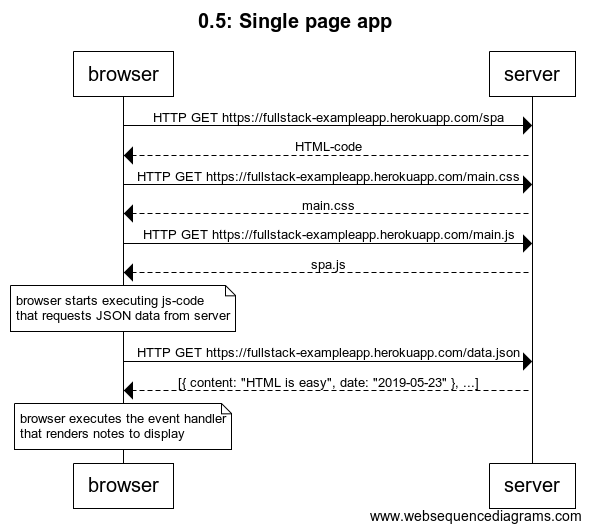 0.5: Single page app
browser
server
HTTP GET https://fullstack-exampleapp.herokuapp.com/spa
HTML-code
HTTP GET https://fullstack-exampleapp.herokuapp.com/main.css
main.css
HTTP GET https://fullstack-exampleapp.herokuapp.com/main.js
spa.js
browser starts executing js-code
that requests JSON data from server
HTTP GET https://fullstack-exampleapp.herokuapp.com/data.json
[{ content: "HTML is easy", date: "2019-05-23" }, ...]
browser executes the event handler
that renders notes to display
browser
server
www.websequencediagrams.com